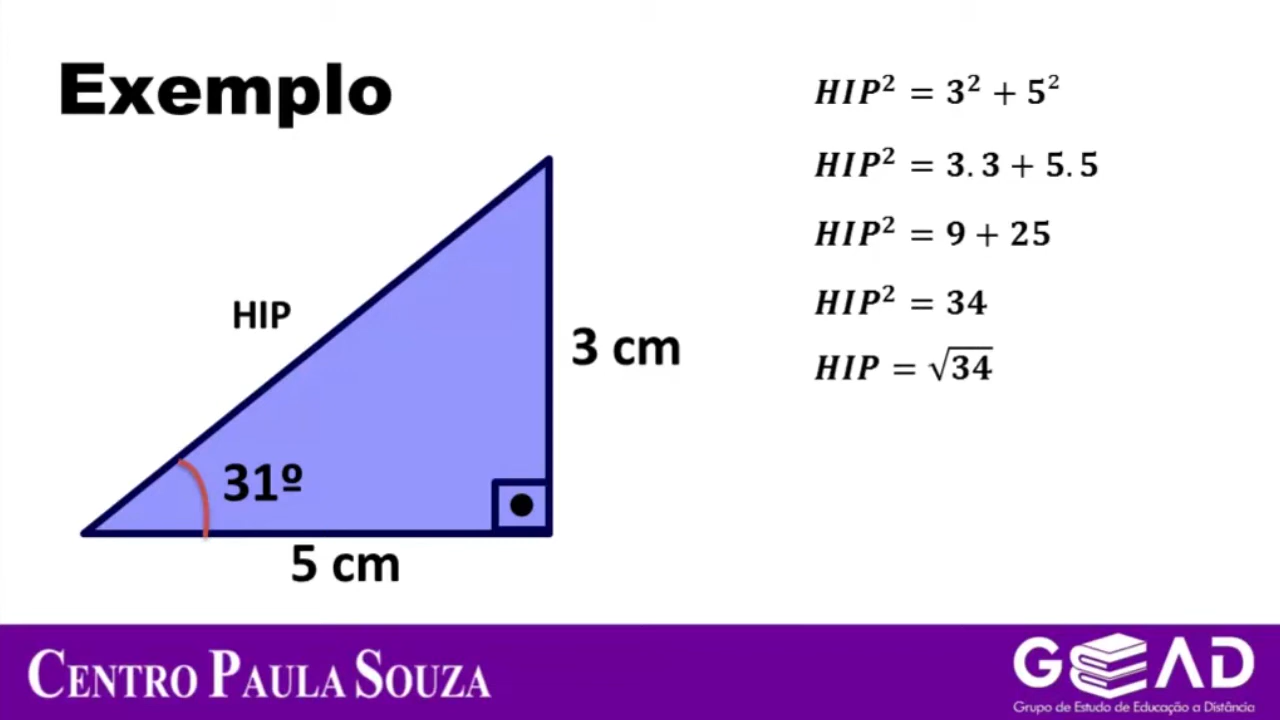 Exemplo
HIP
31º
3 cm
5 cm
HIP² = 3² + 5²
HIP² = 3.3 + 5.5
HIP² = 9 + 25
HIP² = 34
HIP = √34
CENTRO PAULA SOUZA
GEAD
Grupo de Estudo de Educação a Distância